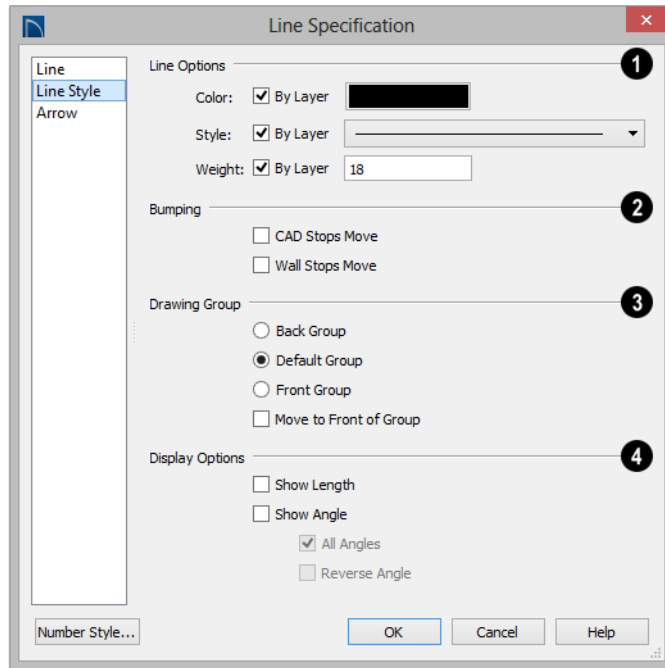 Line Specification
Line
Line Style
Arrow
Line Options
1
Color: By Layer
Style: By Layer
Weight: By Layer 18
Bumping
2
CAD Stops Move
Wall Stops Move
Drawing Group
3
Back Group
Default Group
Front Group
Move to Front of Group
Display Options
4
Show Length
Show Angle
All Angles
Reverse Angle
Number Style... OK Cancel Help